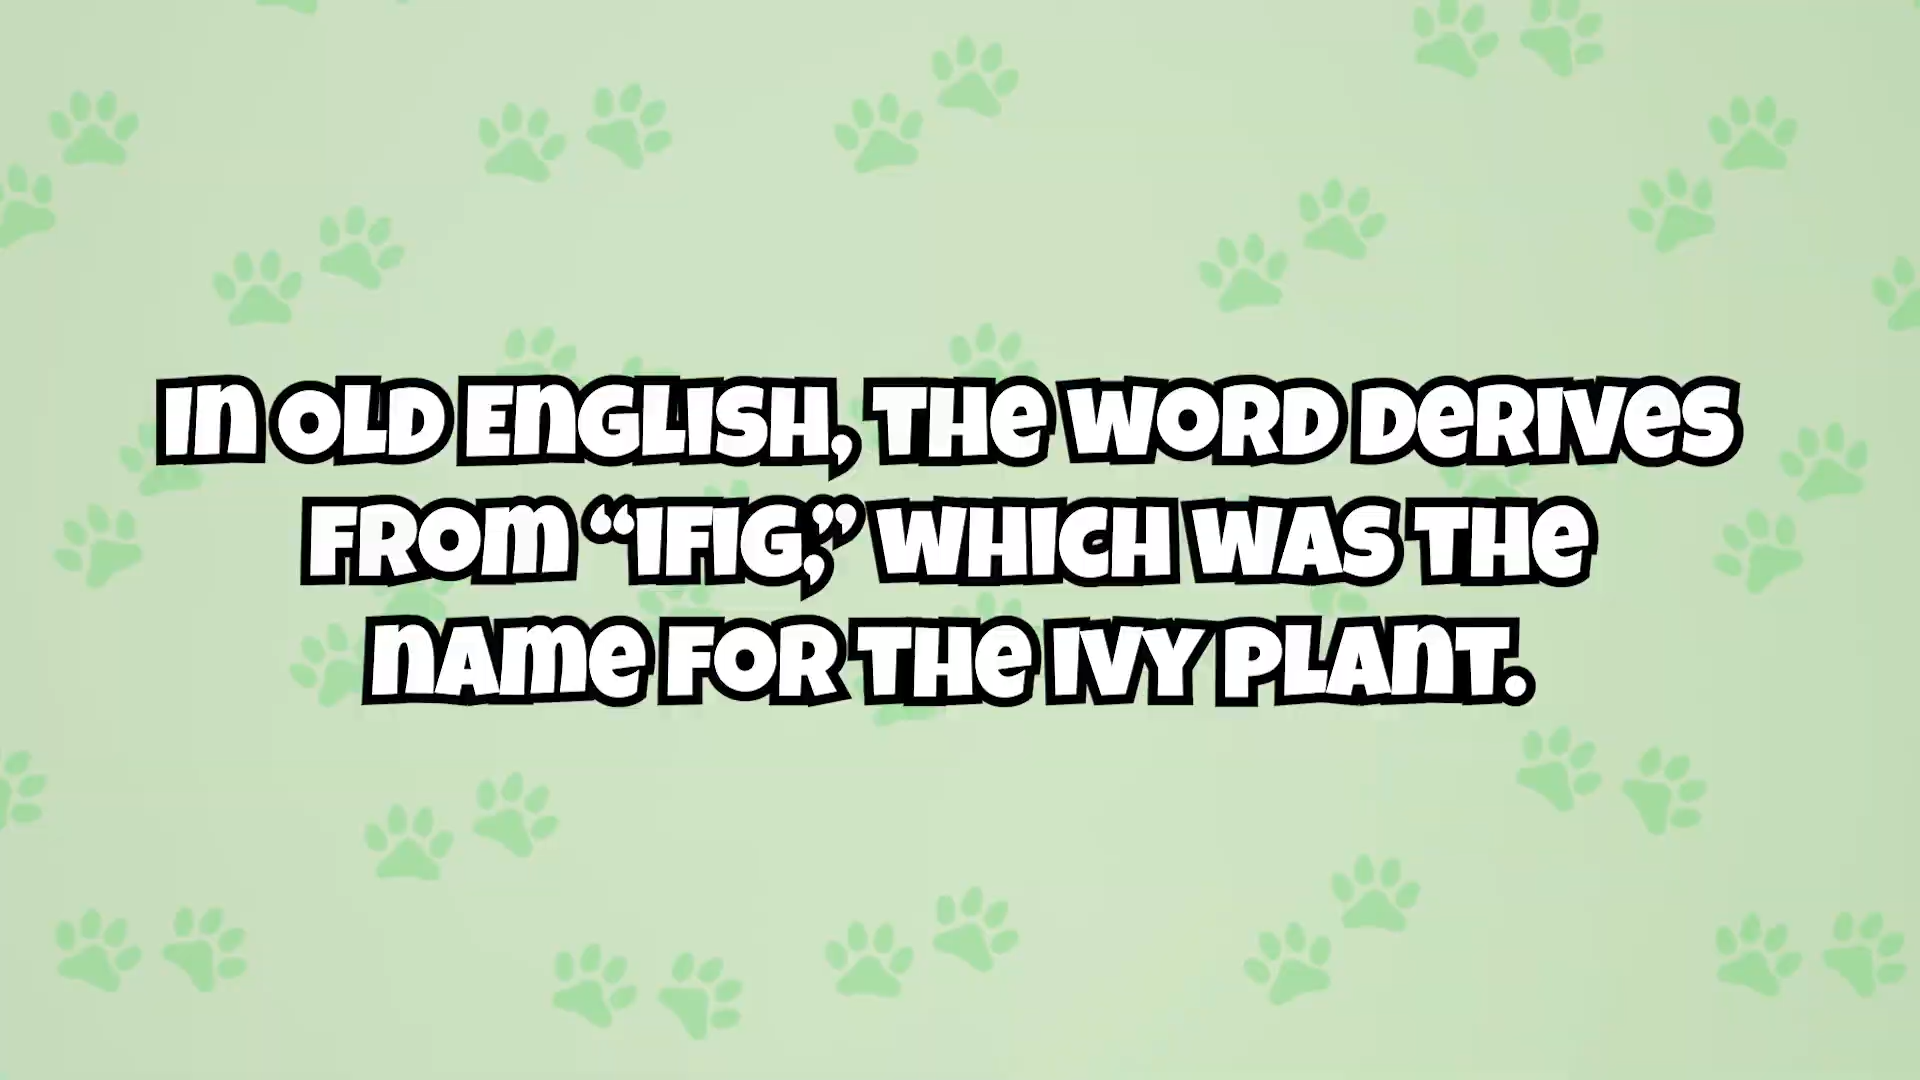 In Old English, the word derives
from “ifig,” which was the
name for the ivy plant.